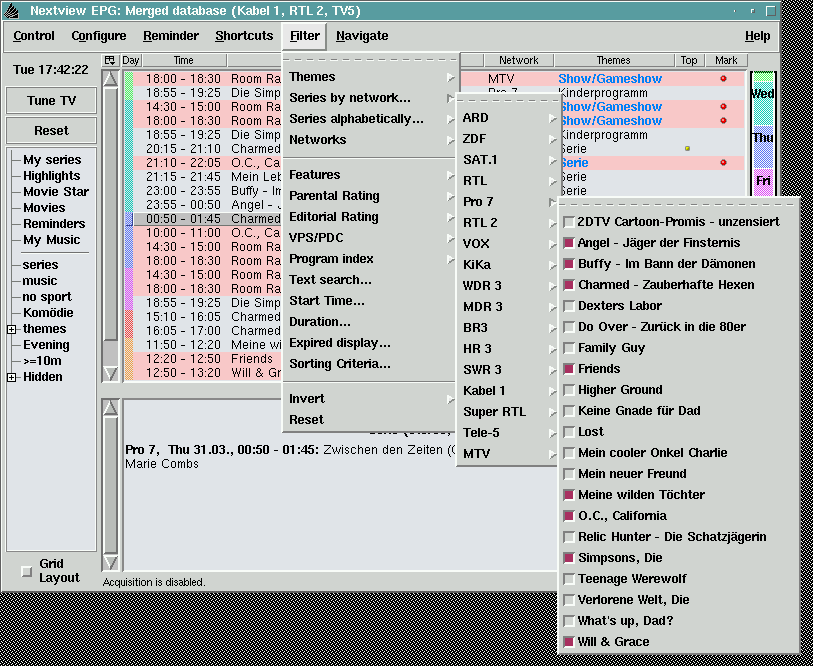 Nextview EPG: Merged database (Kabel 1, RTL 2, TV5)
Control Configure Reminder Shortcuts Filter Navigate Help
Tue 17:42:22
Tune TV
Reset
My series
Highlights
Movie Star
Movies
Reminders
My Music
series
music
no sport
Komödie
themes
Evening
>=10m
Hidden
Grid
Layout
Day Time Network Themes Top Mark
18:00 - 18:30 Room Ra MTV Show/Gameshow
18:55 - 19:25 Die Simp Pro 7 Kinderprogramm
14:30 - 15:00 Room Ra Show/Gameshow
18:00 - 18:30 Room Ra Show/Gameshow
18:55 - 19:25 Die Simp Kinderprogramm
20:15 - 21:10 Charmed Serie
21:10 - 22:05 O.C., Ca Serie
21:15 - 21:45 Mein Leb Serie
23:00 - 23:55 Buffy - Im Serie
23:55 - 00:50 Angel - J
00:50 - 01:45 Charmed
10:00 - 11:00 O.C., Ca
14:30 - 15:00 Room Ra
18:00 - 18:30 Room Ra
14:30 - 15:00 Room Ra
18:00 - 18:30 Room Ra
18:55 - 19:25 Die Simp
15:10 - 16:05 Charmed
16:05 - 17:00 Charmed
11:50 - 12:20 Meine wi
12:20 - 12:50 Friends
12:50 - 13:20 Will & Gra
Wed
Thu
Fri
Themes
Series by network...
Series alphabetically...
Networks
Features
Parental Rating
Editorial Rating
VPS/PDC
Program index
Text search...
Start Time...
Duration...
Expired display...
Sorting Criteria...
Invert
Reset
ARD
ZDF
SAT.1
RTL
Pro 7
RTL 2
VOX
KiKa
WDR 3
MDR 3
BR3
HR 3
SWR 3
Kabel 1
Super RTL
Tele-5
MTV
2DTV Cartoon-Promis - unzensiert
Angel - Jäger der Finsternis
Buffy - Im Bann der Dämonen
Charmed - Zauberhafte Hexen
Dexters Labor
Do Over - Zurück in die 80er
Family Guy
Friends
Higher Ground
Keine Gnade für Dad
Lost
Mein cooler Onkel Charlie
Mein neuer Freund
Meine wilden Töchter
O.C., California
Relic Hunter - Die Schatzjägerin
Simpsons, Die
Teenage Werewolf
Verlorene Welt, Die
What's up, Dad?
Will & Grace
Pro 7, Thu 31.03., 00:50 - 01:45: Zwischen den Zeiten (
Marie Combs
Acquisition is disabled.